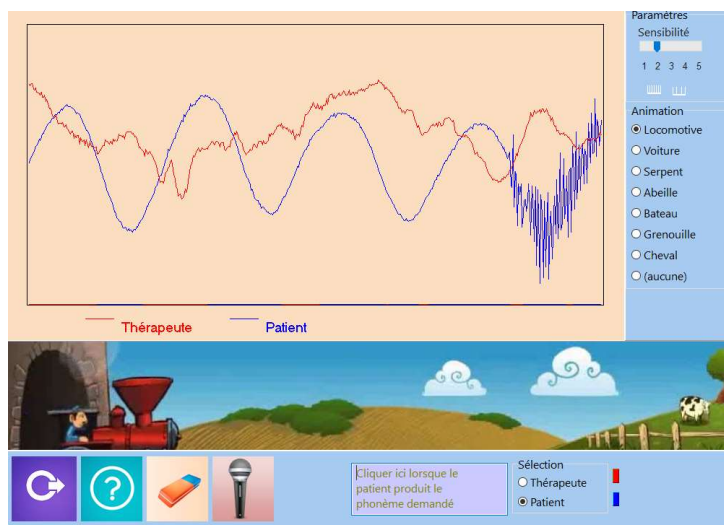 Paramètres
Sensibilité
1 2 3 4 5
Animation
Locomotive
Voiture
Serpent
Abeille
Bateau
Grenouille
Cheval
(aucune)
Thérapeute Patient
Cliquer ici lorsque le
patient produit le
phonème demandé
Sélection
Thérapeute
Patient